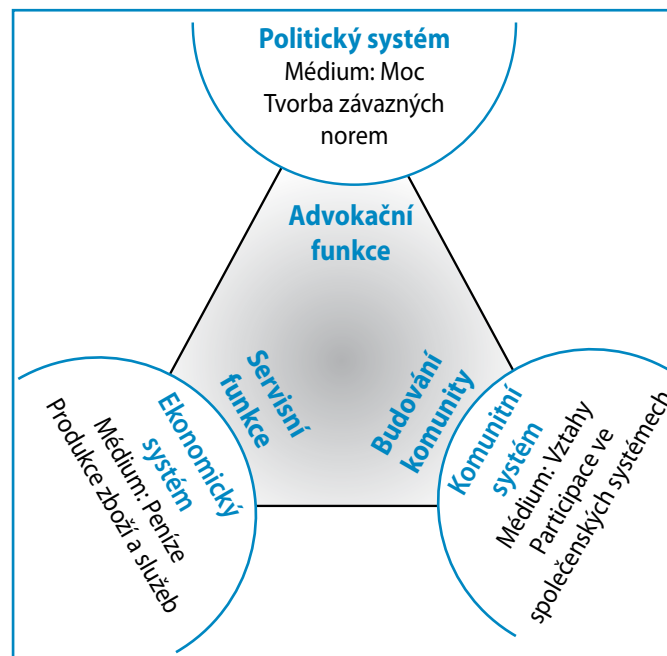 Politický systém
Médium: Moc
Tvorba závazných
norem
Advokační
funkce
Servisní
funkce
Budování
komunity
Ekonomický
systém
Médium: Peníze
Produkce zboží a služeb
Komunitní
systém
Médium: Vztahy
Participace ve
společenských systémech